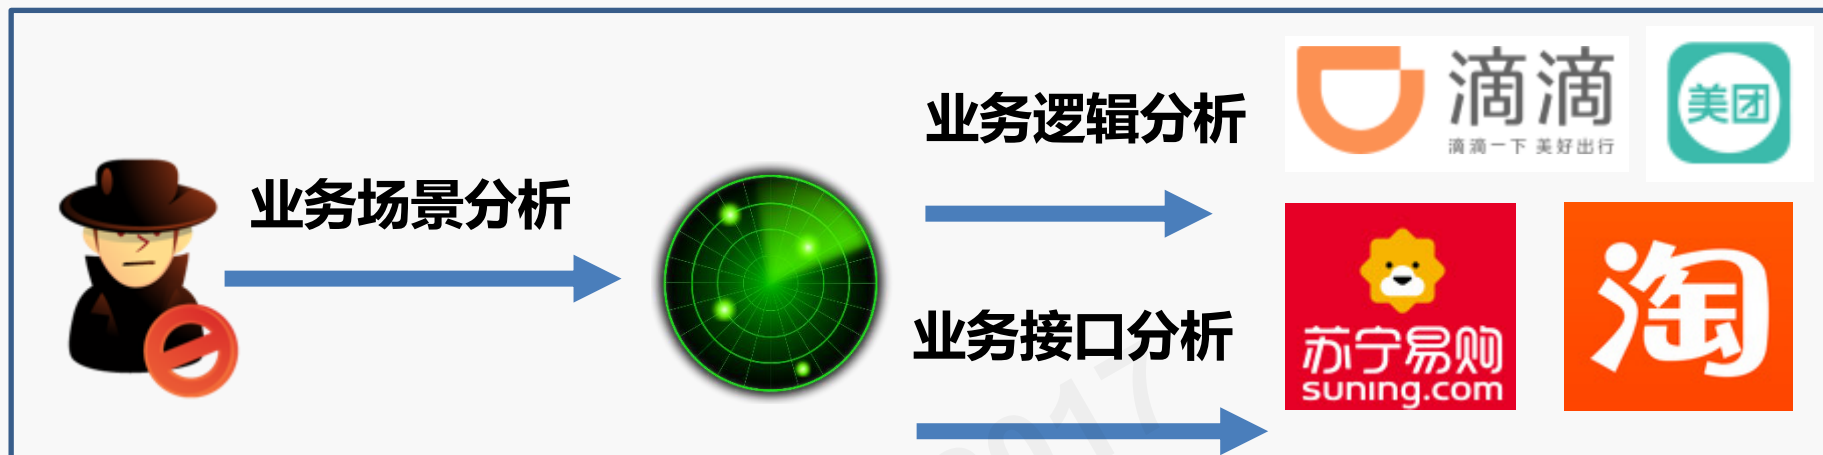 业务场景分析
业务逻辑分析
业务接口分析
滴滴
滴滴一下 美好出行
美团
苏宁易购
suning.com
淘
2017